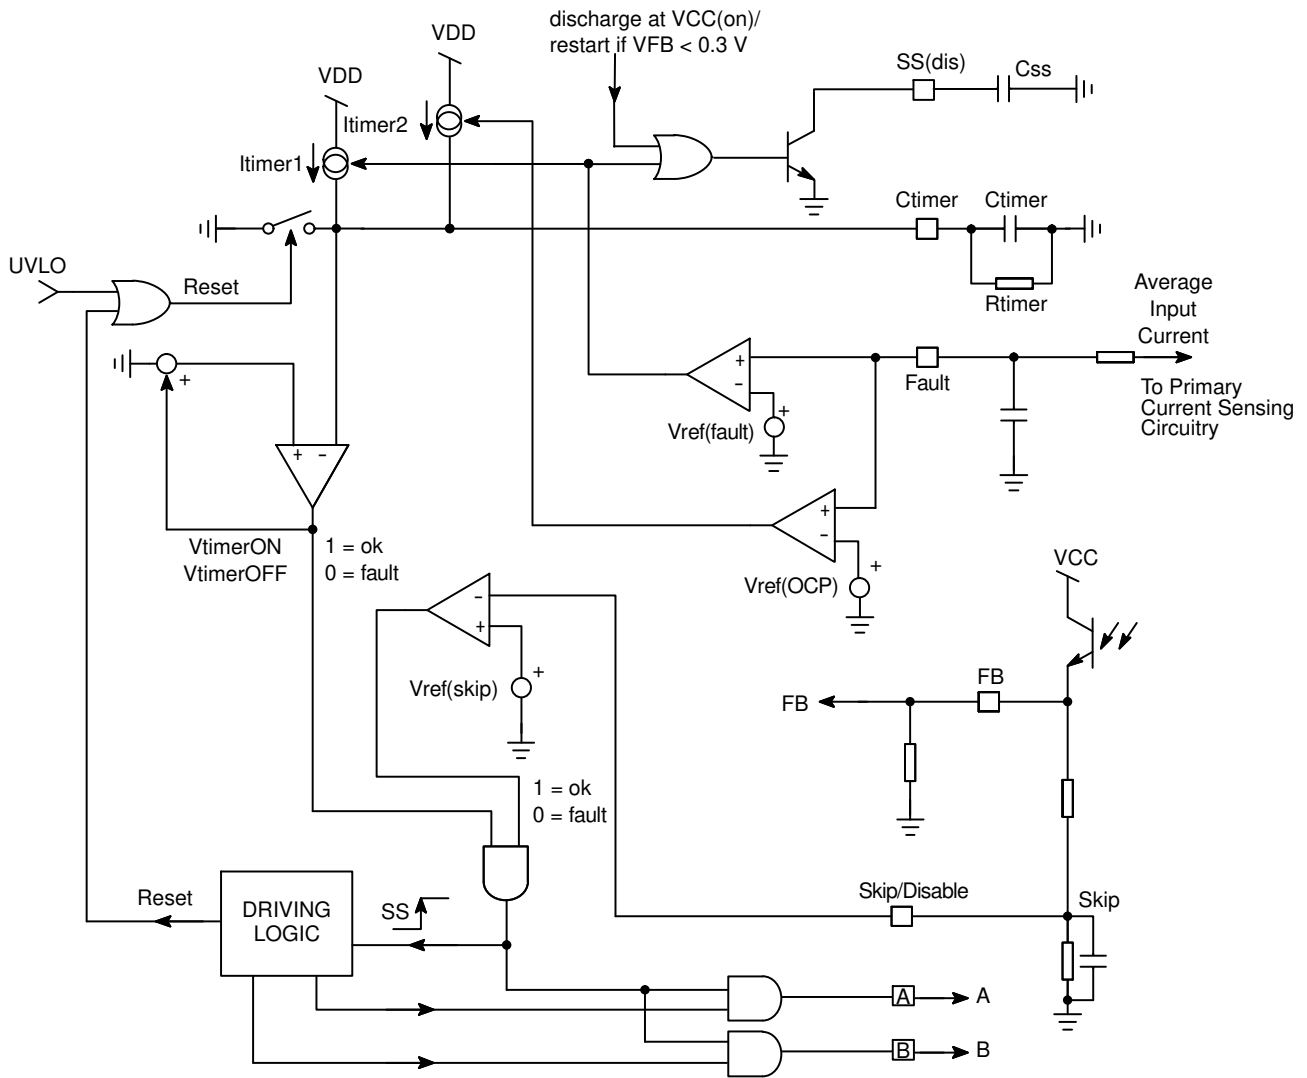 discharge at VCC(on)/
restart if VFB < 0.3 V
VDD
VDD
SS(dis)
Css
Itimer2
Itimer1
Ctimer
Ctimer
Rtimer
UVLO
Reset
Average
Input
Current
+
+
-
Fault
To Primary
Current Sensing
Circuitry
+
Vref(fault)
+ -
+
-
VtimerON
VtimerOFF
1 = ok
0 = fault
+
Vref(OCP)
VCC
-
+
+
Vref(skip)
FB
FB
1 = ok
0 = fault
Reset
DRIVING
LOGIC
SS
Skip/Disable
Skip
A
A
B
B